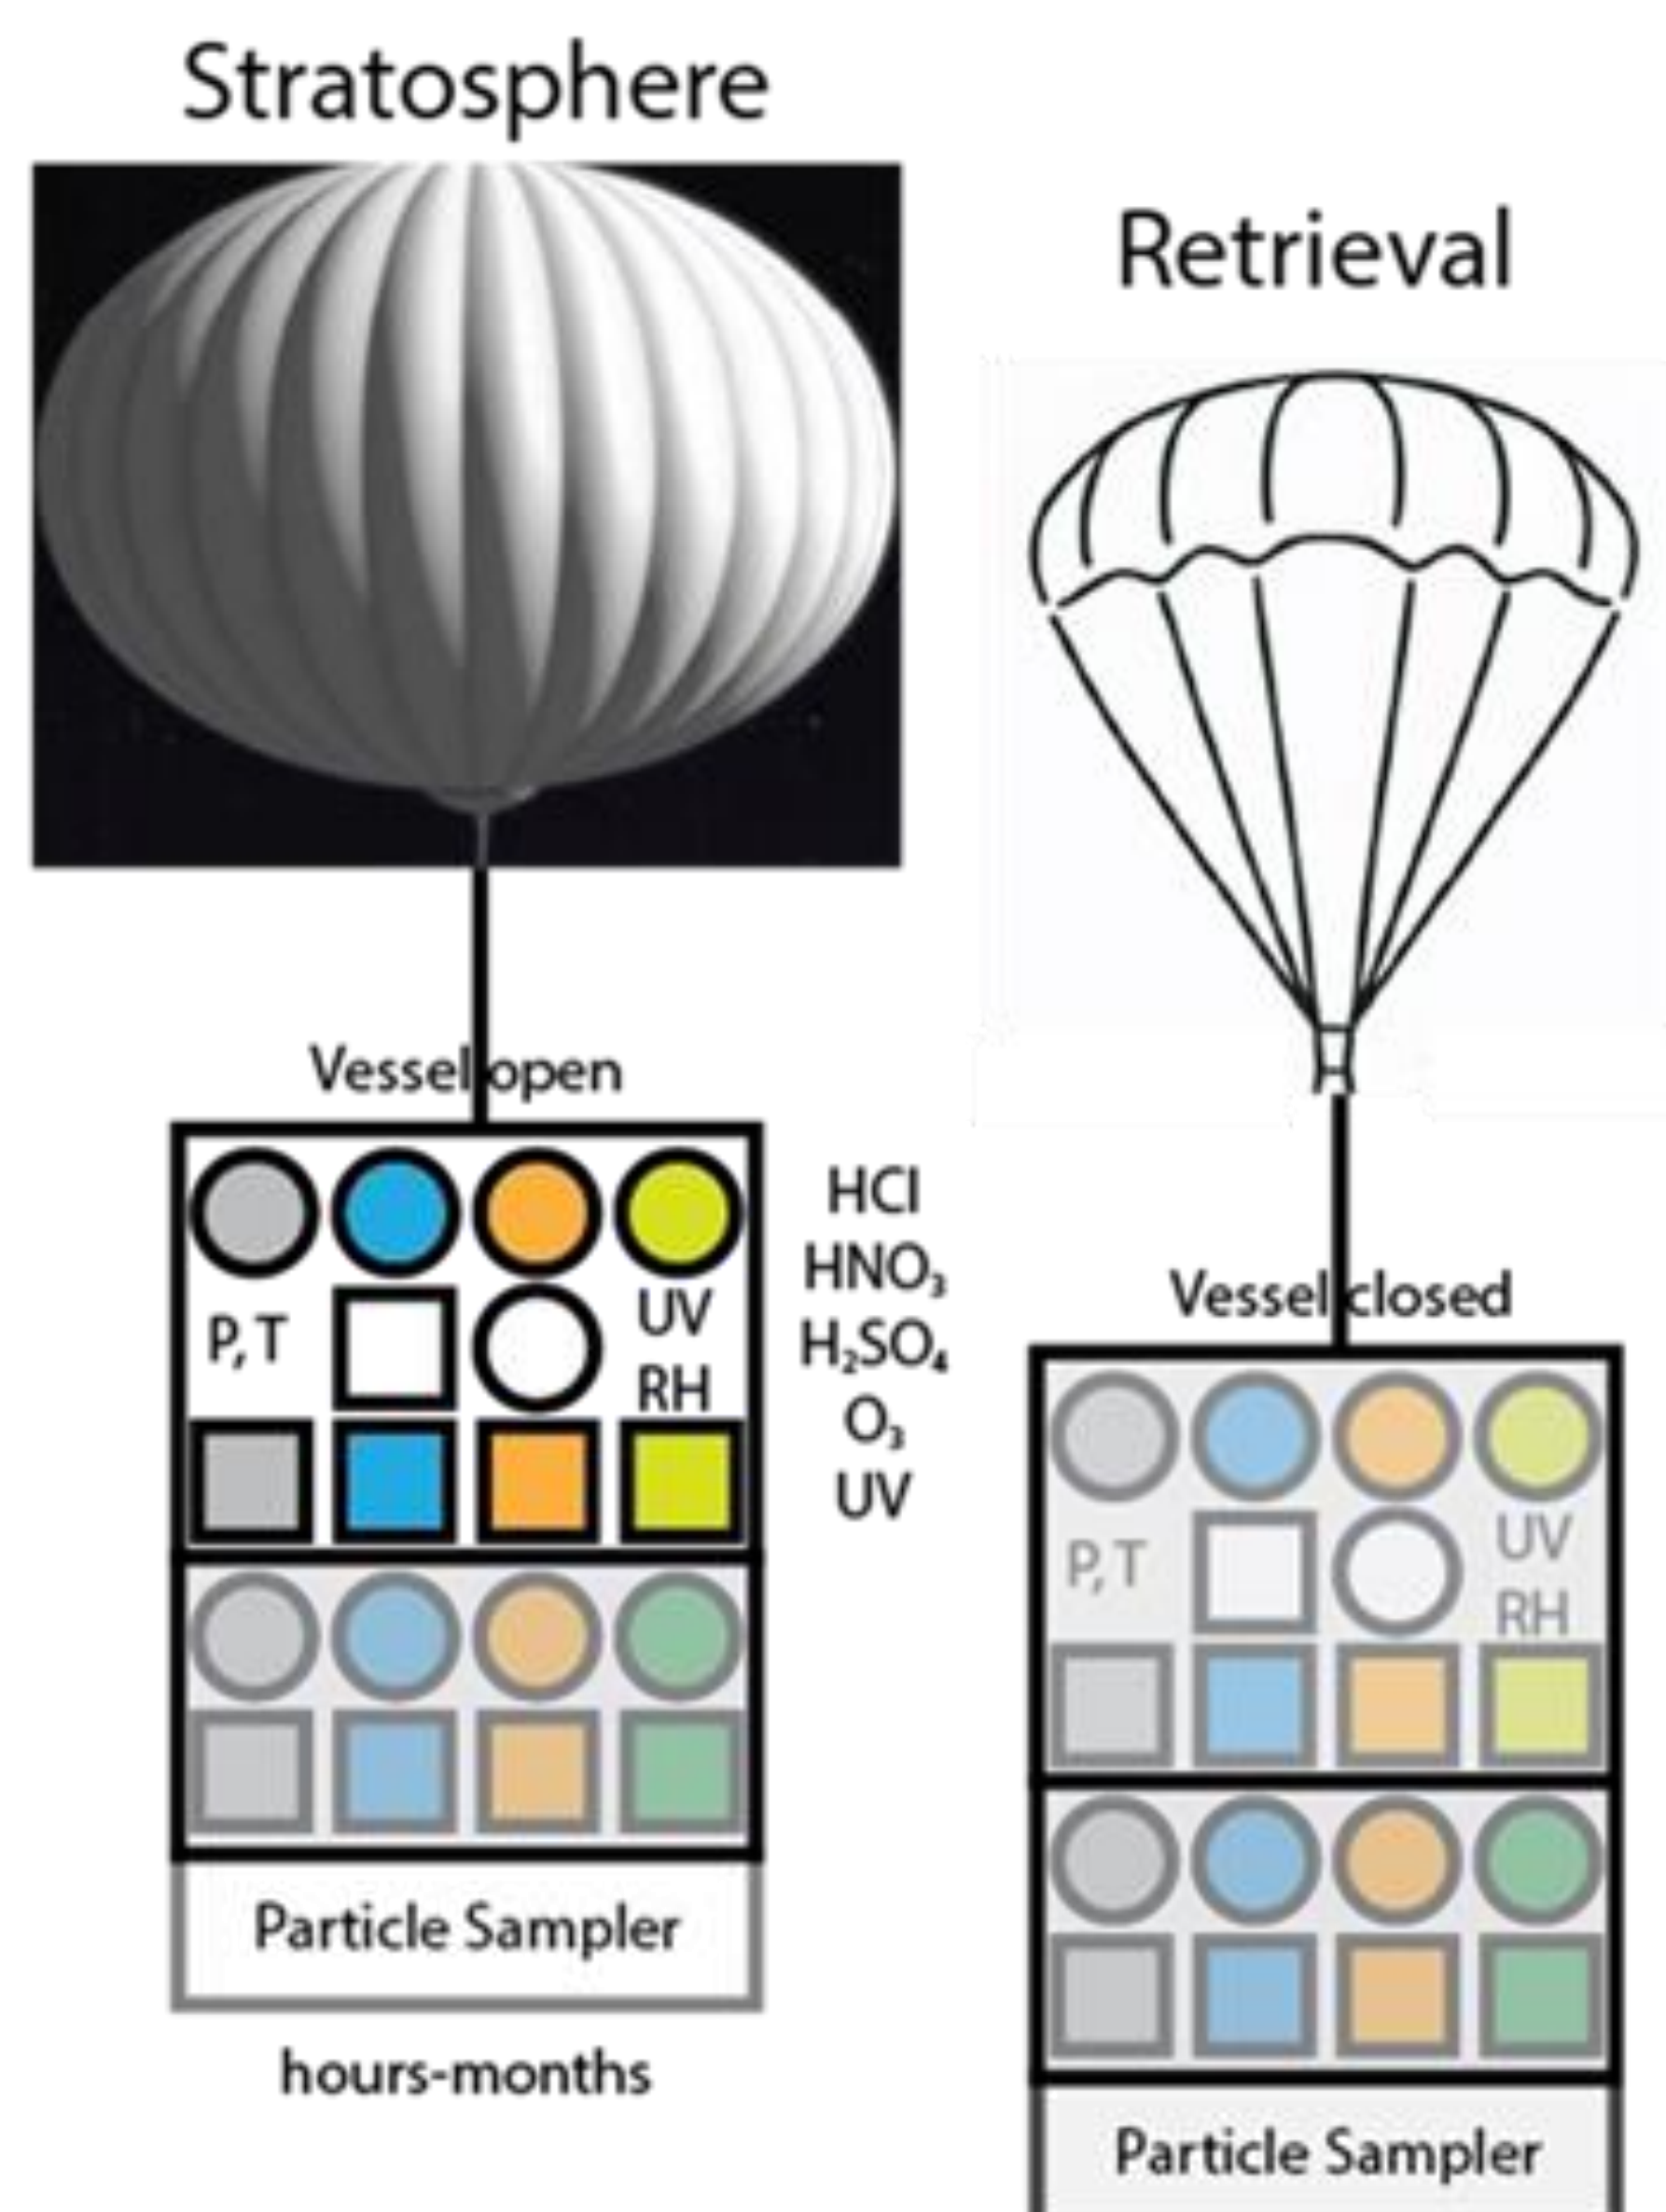 Stratosphere
Vessel open
P, T
UV
RH
HCl
HNO₃
H₂SO₄
O₃
UV
Particle Sampler
hours-months
Retrieval
Vessel closed
P, T
UV
RH
Particle Sampler